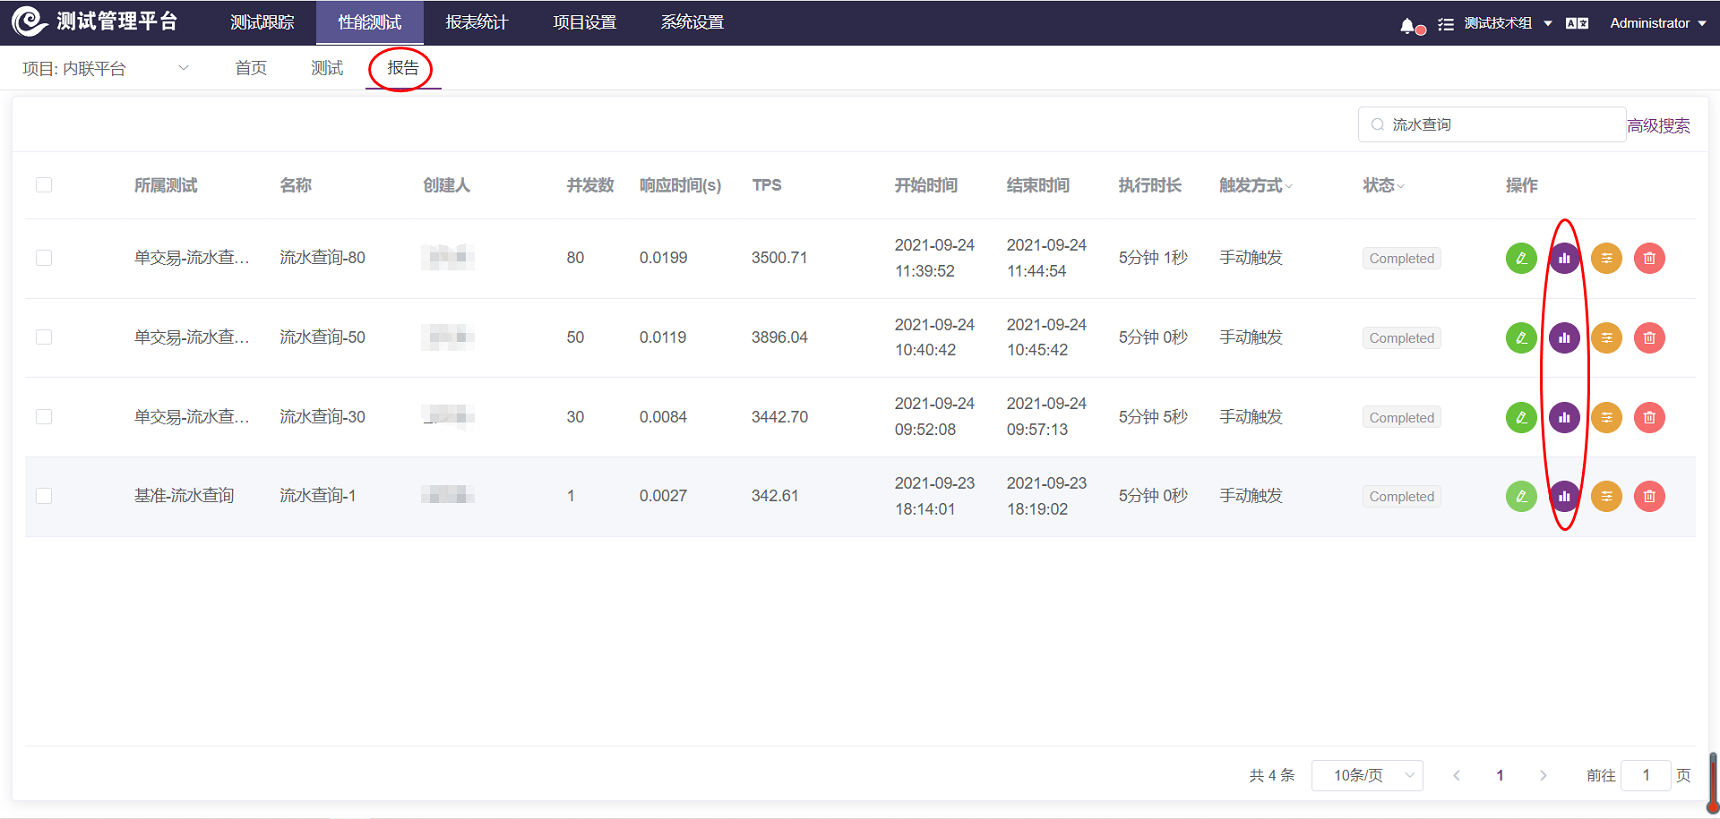 测试管理平台 测试跟踪 性能测试 报表统计 项目设置 系统设置 测试技术组 Administrator
项目: 内联平台 首页 测试 报告
流水查询 高级搜索
所属测试 名称 创建人 并发数 响应时间(s) TPS 开始时间 结束时间 执行时长 触发方式 状态 操作
单交易-流水查... 流水查询-80 80 0.0199 3500.71 2021-09-24 11:39:52 2021-09-24 11:44:54 5分钟 1秒 手动触发 Completed
单交易-流水查... 流水查询-50 50 0.0119 3896.04 2021-09-24 10:40:42 2021-09-24 10:45:42 5分钟 0秒 手动触发 Completed
单交易-流水查... 流水查询-30 30 0.0084 3442.70 2021-09-24 09:52:08 2021-09-24 09:57:13 5分钟 5秒 手动触发 Completed
基准-流水查询 流水查询-1 1 0.0027 342.61 2021-09-23 18:14:01 2021-09-23 18:19:02 5分钟 0秒 手动触发 Completed
共 4 条 10条/页 1 前往 1 页